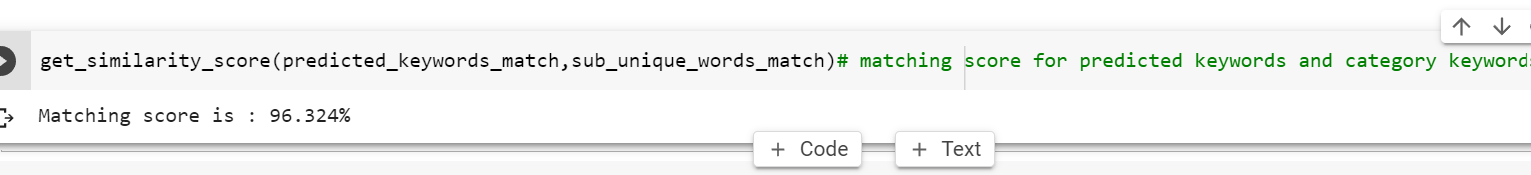 get_similarity_score(predicted_keywords_match,sub_unique_words_match)# matching score for predicted keywords and category keywords
Matching score is : 96.324%
+ Code + Text